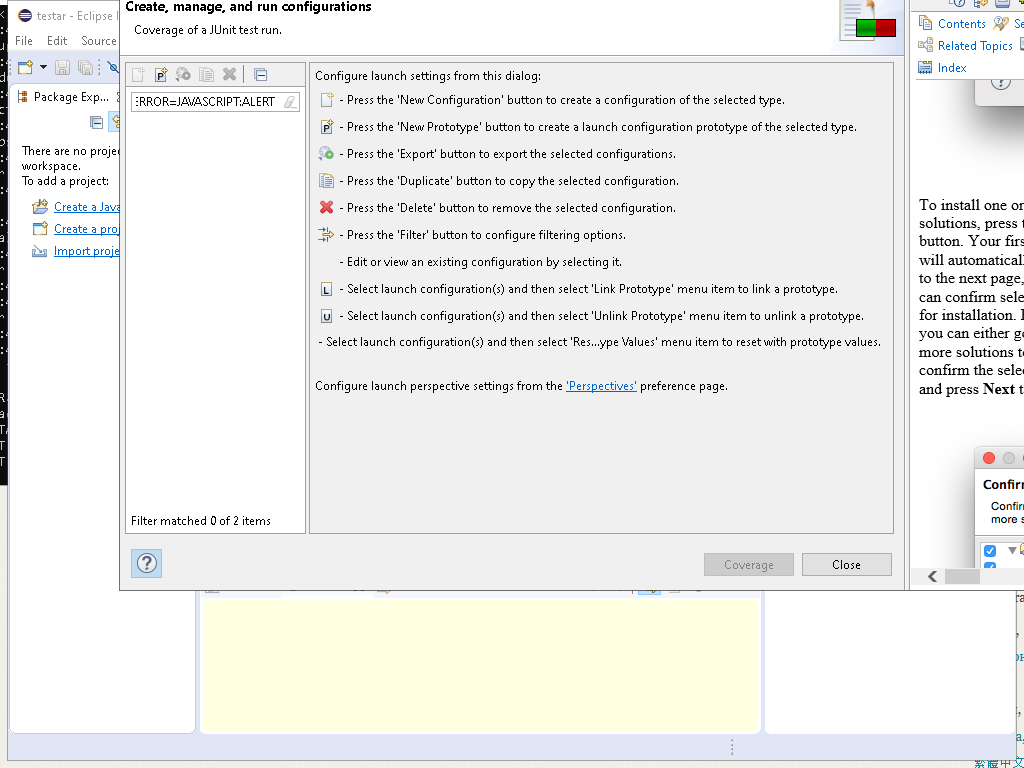 Create, manage, and run configurations
Coverage of a JUnit test run.
testar - Eclipse I
File Edit Source
Package Exp...
There are no projec
workspace.
To add a project:
Create a Java
Create a proj
Import proje
ERROR=JAVASCRIPT:ALERT
Filter matched 0 of 2 items
Configure launch settings from this dialog:
- Press the 'New Configuration' button to create a configuration of the selected type.
P - Press the 'New Prototype' button to create a launch configuration prototype of the selected type.
- Press the 'Export' button to export the selected configurations.
- Press the 'Duplicate' button to copy the selected configuration.
- Press the 'Delete' button to remove the selected configuration.
- Press the 'Filter' button to configure filtering options.
- Edit or view an existing configuration by selecting it.
L - Select launch configuration(s) and then select 'Link Prototype' menu item to link a prototype.
U - Select launch configuration(s) and then select 'Unlink Prototype' menu item to unlink a prototype.
- Select launch configuration(s) and then select 'Res...ype Values' menu item to reset with prototype values.
Configure launch perspective settings from the 'Perspectives' preference page.
Coverage Close
Contents Se
Related Topics
Index
To install one or
solutions, press t
button. Your firs
will automaticall
to the next page,
can confirm sele
for installation.
you can either go
more solutions to
confirm the selec
and press Next t
Confirm
Confir
more s
繁體中文